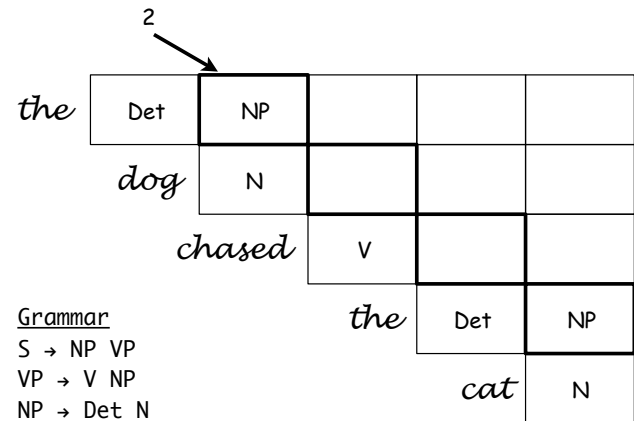 2
the Det NP
dog N
chased V
the Det NP
cat N
Grammar
S → NP VP
VP → V NP
NP → Det N